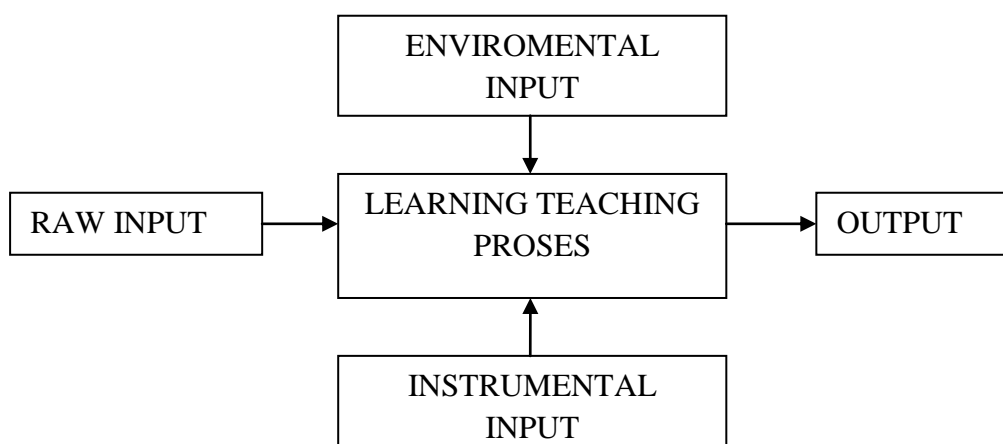 ENVIROMENTAL
INPUT
RAW INPUT
LEARNING TEACHING
PROSES
OUTPUT
INSTRUMENTAL
INPUT